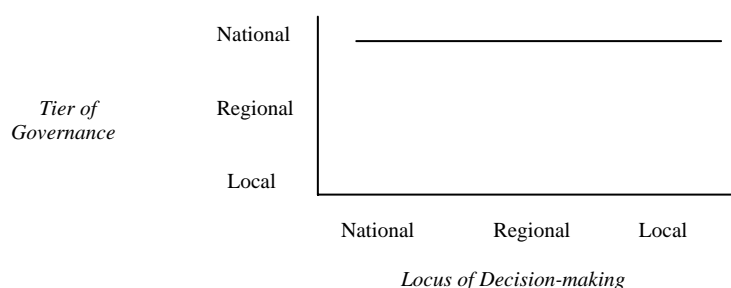 National
Tier of
Governance
Regional
Local
National Regional Local
Locus of Decision-making